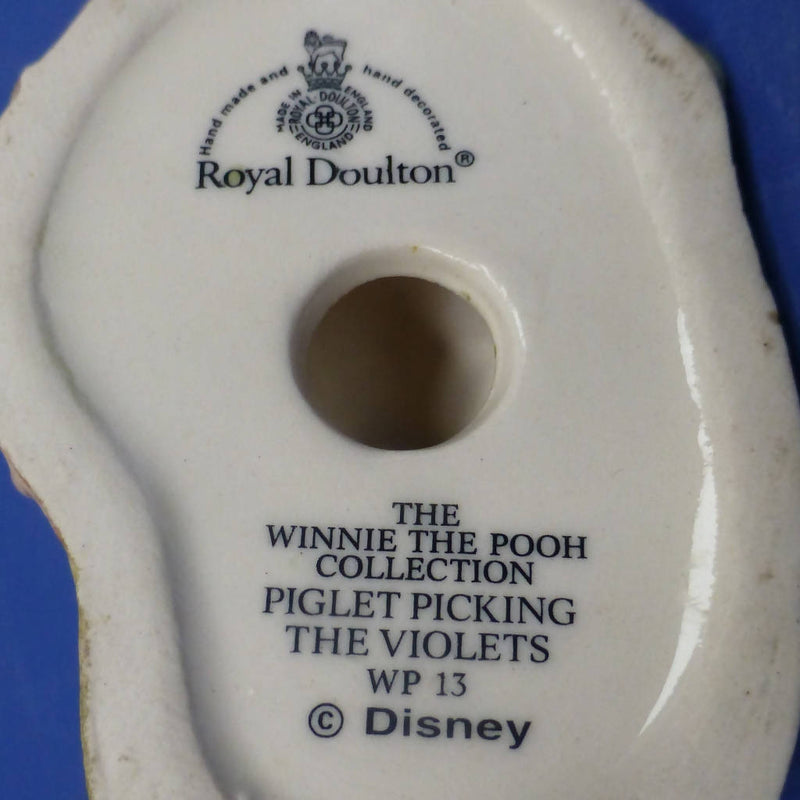 Hand made and hand decorated
MADE IN ENGLAND
ROYAL DOULTON
ENGLAND
Royal Doulton®
THE
WINNIE THE POOH
COLLECTION
PIGLET PICKING
THE VIOLETS
WP 13
© Disney